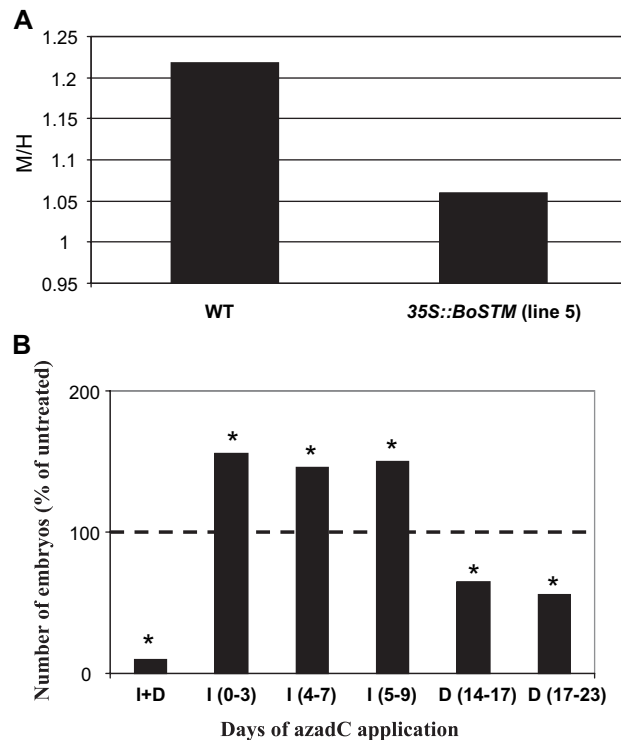 A
1.25
1.2
1.15
1.1
1.05
1
0.95
M/H
WT 35S::BoSTM (line 5)
B
200
100
0
Number of embryos (% of untreated)
*
*
*
*
*
*
I+D I (0-3) I (4-7) I (5-9) D (14-17) D (17-23)
Days of azadC application